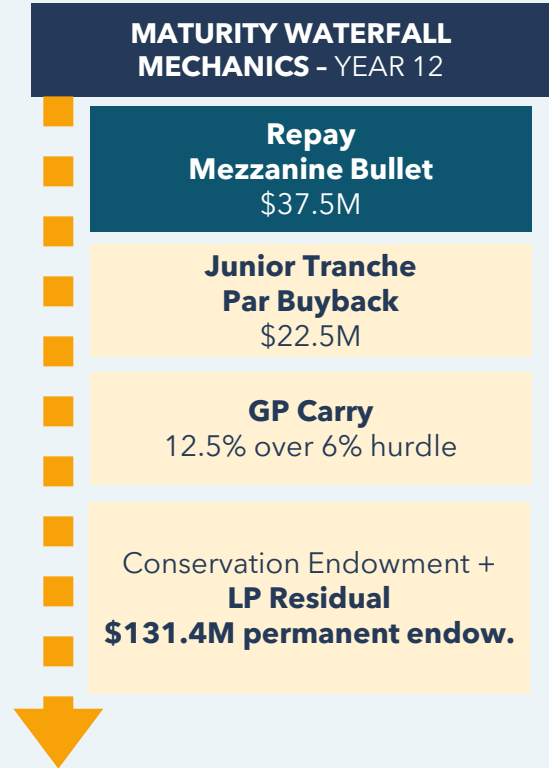 MATURITY WATERFALL
MECHANICS – YEAR 12
Repay
Mezzanine Bullet
$37.5M
Junior Tranche
Par Buyback
$22.5M
GP Carry
12.5% over 6% hurdle
Conservation Endowment +
LP Residual
$131.4M permanent endow.